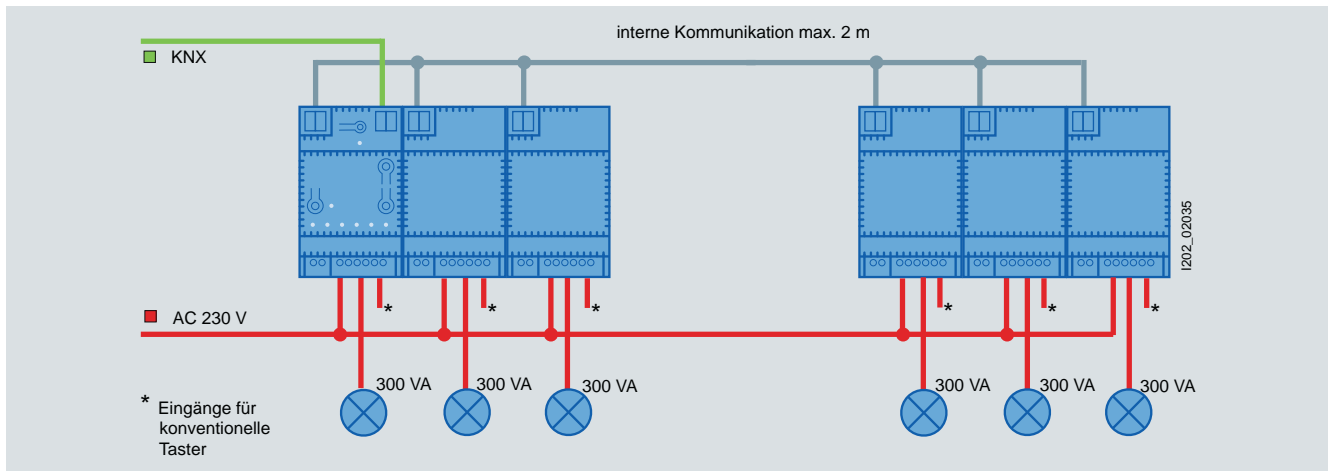 interne Kommunikation max. 2 m
KNX
I202_02035
* * * * * *
AC 230 V
300 VA 300 VA 300 VA 300 VA 300 VA 300 VA
* Eingänge für
konventionelle
Taster